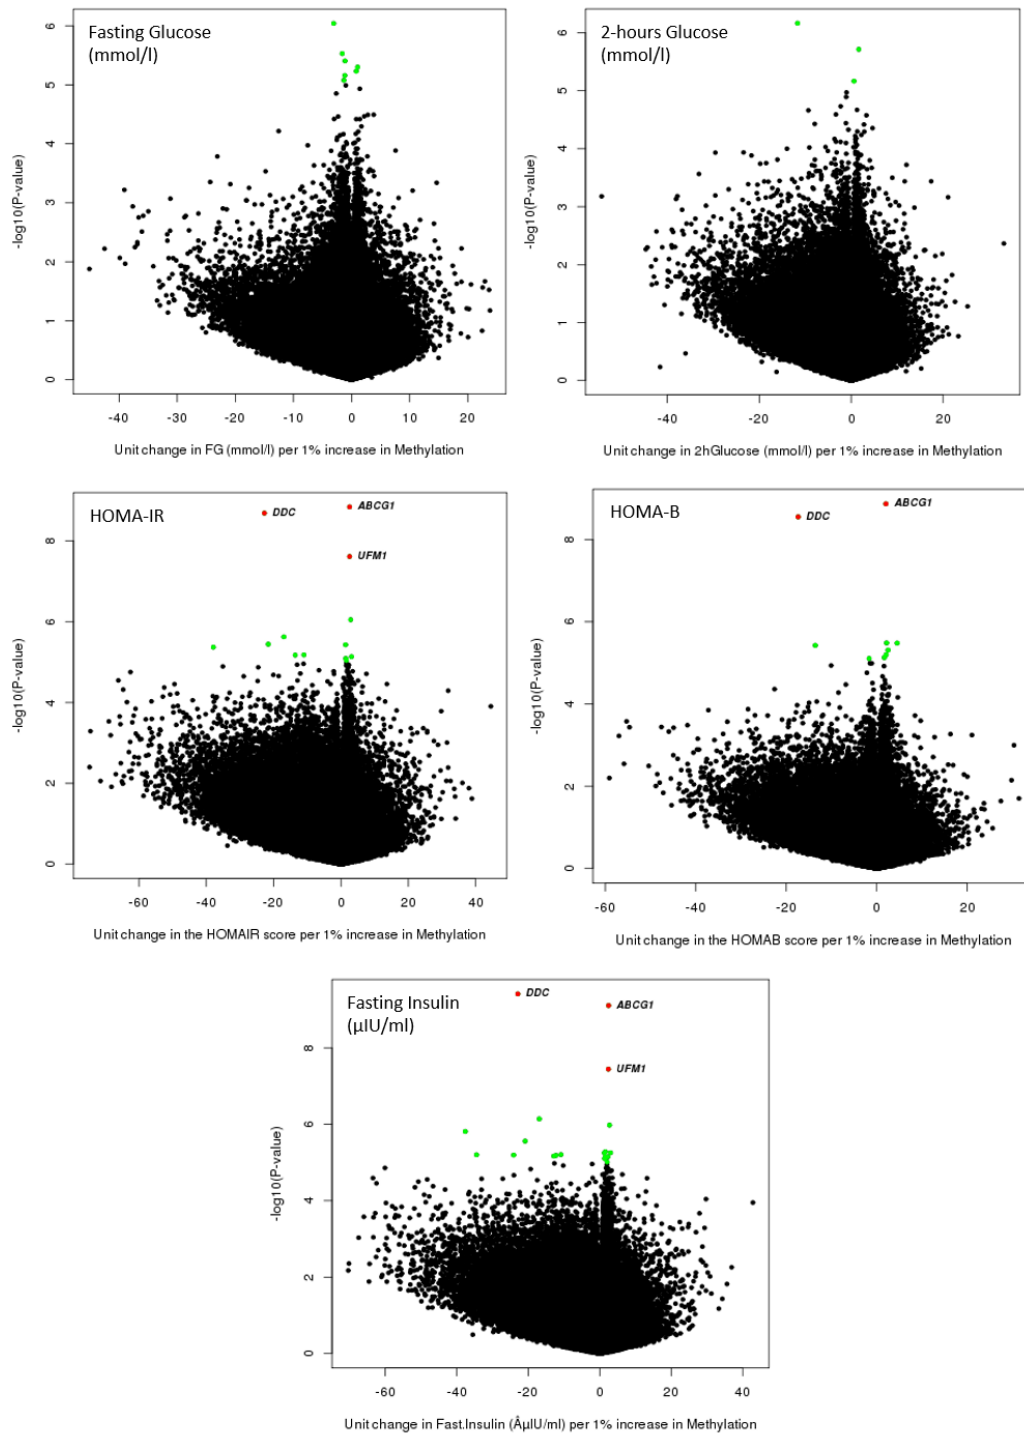 Fasting Glucose
(mmol/l)
-log10(P-value)
6
5
4
3
2
1
0
-40 -30 -20 -10 0 10 20
Unit change in FG (mmol/l) per 1% increase in Methylation
2-hours Glucose
(mmol/l)
-log10(P-value)
6
5
4
3
2
1
0
-40 -20 0 20
Unit change in 2hGlucose (mmol/l) per 1% increase in Methylation
HOMA-IR
DDC
ABCG1
UFM1
-log10(P-value)
8
6
4
2
0
-60 -40 -20 0 20 40
Unit change in the HOMAIR score per 1% increase in Methylation
HOMA-B
DDC
ABCG1
-log10(P-value)
8
6
4
2
0
-60 -40 -20 0 20
Unit change in the HOMAB score per 1% increase in Methylation
Fasting Insulin
(µIU/ml)
DDC
ABCG1
UFM1
-log10(P-value)
8
6
4
2
0
-60 -40 -20 0 20 40
Unit change in Fast.Insulin (ÂµIU/ml) per 1% increase in Methylation